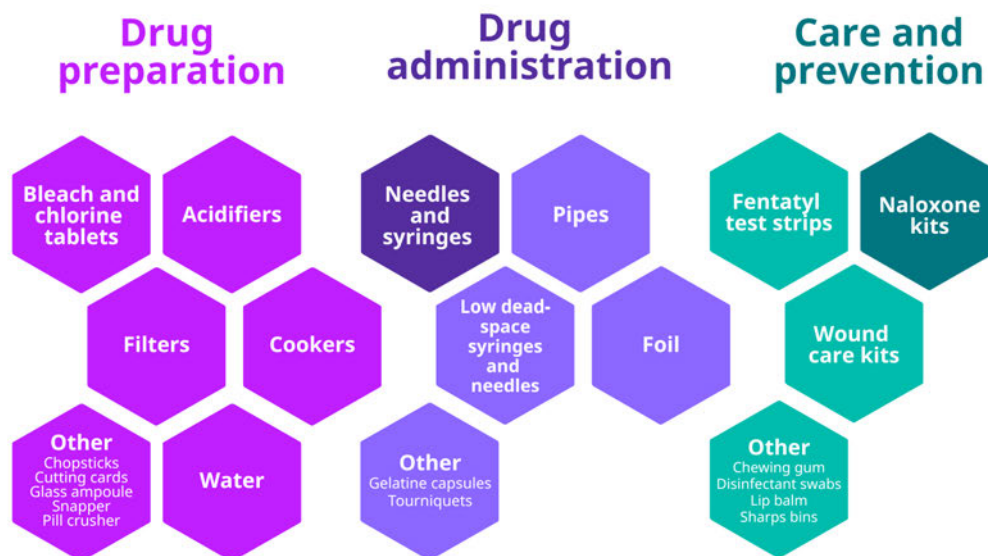 Drug
preparation
Drug
administration
Care and
prevention
Bleach and
chlorine
tablets
Acidifiers
Needles
and
syringes
Pipes
Fentatyl
test strips
Naloxone
kits
Filters
Cookers
Low dead-
space
syringes
and
needles
Foil
Wound
care kits
Other
Chopsticks
Cutting cards
Glass ampoule
Snapper
Pill crusher
Water
Other
Gelatine capsules
Tourniquets
Other
Chewing gum
Disinfectant swabs
Lip balm
Sharps bins